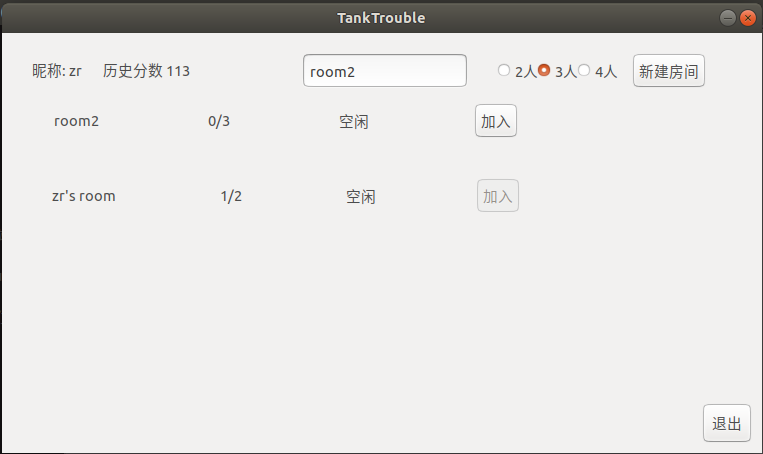 TankTrouble
昵称: zr 历史分数 113 room2 2人 3人 4人 新建房间
room2 0/3 空闲 加入
zr's room 1/2 空闲 加入
退出